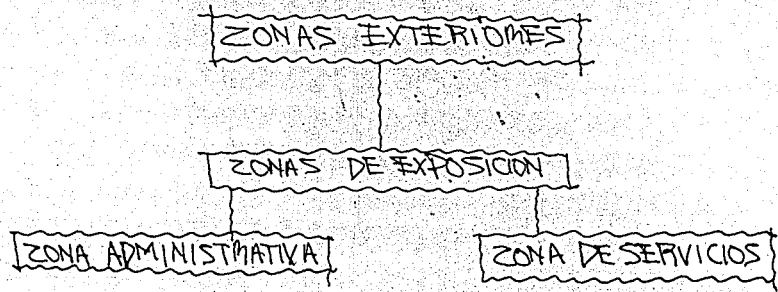 ZONAS EXTERIORES
ZONAS DE EXPOSICION
ZONA ADMINISTRATIVA
ZONA DE SERVICIOS